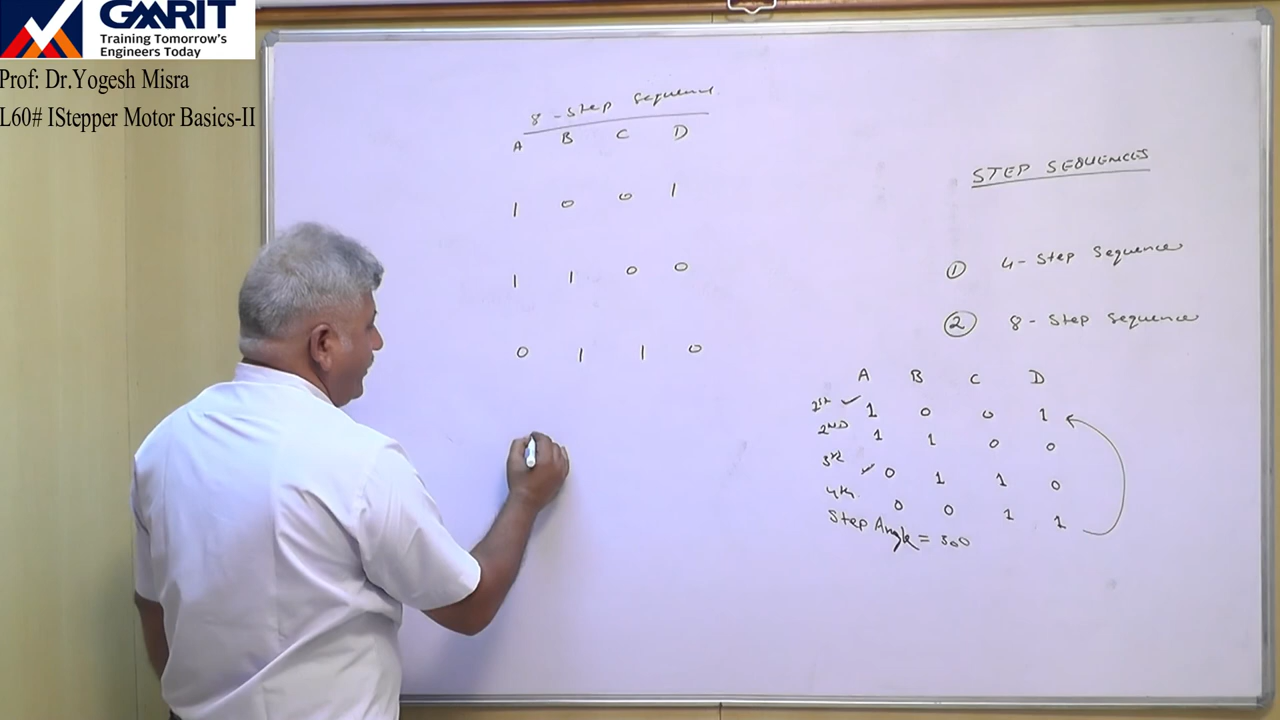 GMRIT
Training Tomorrow's
Engineers Today
Prof: Dr.Yogesh Misra
L60# IStepper Motor Basics-II
8-Step Sequence
A B C D
1 0 0 1
1 1 0 0
0 1 1 0
STEP SEQUENCES
① 4-Step Sequence
② 8-Step Sequence
A B C D
1 0 0 1
2ND 1 1 0 0
0 1 1 0
4th 0 0 1 1
Step Angle =